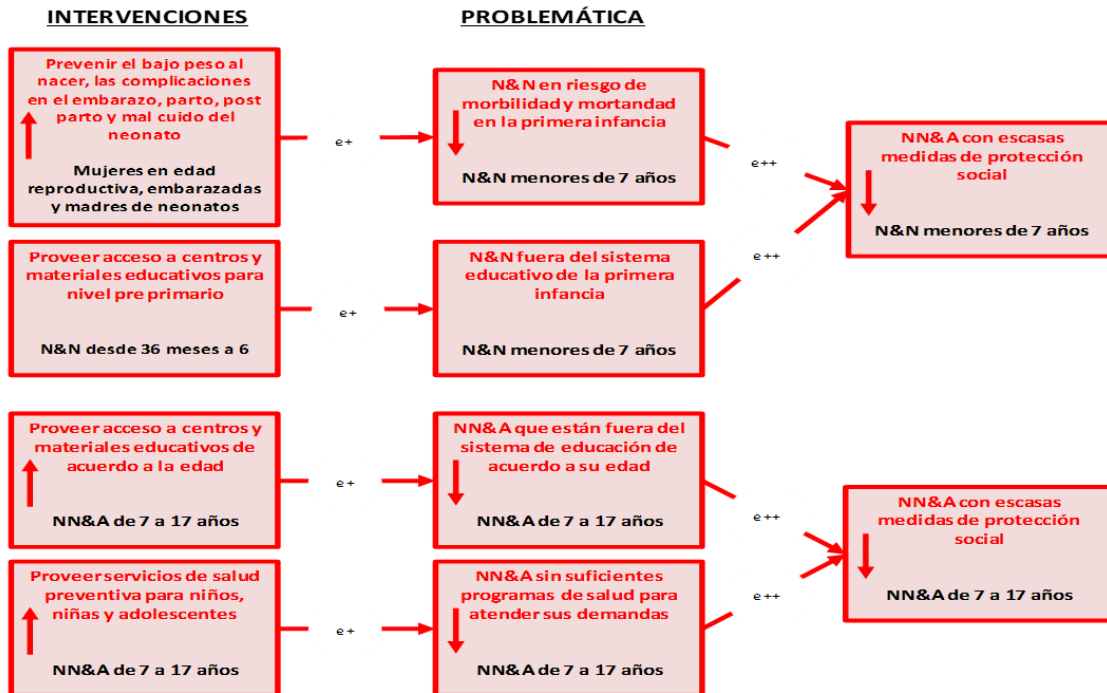 INTERVENCIONES
PROBLEMÁTICA
Prevenir el bajo peso al
nacer, las complicaciones
en el embarazo, parto, post
parto y mal cuido del
neonato
Mujeres en edad
reproductiva, embarazadas
y madres de neonatos
e+
N&N en riesgo de
morbilidad y mortandad
en la primera infancia
N&N menores de 7 años
e++
NN&A con escasas
medidas de protección
social
N&N menores de 7 años
Proveer acceso a centros y
materiales educativos para
nivel pre primario
N&N desde 36 meses a 6
e+
N&N fuera del sistema
educativo de la primera
infancia
N&N menores de 7 años
e++
Proveer acceso a centros y
materiales educativos de
acuerdo a la edad
NN&A de 7 a 17 años
e+
NN&A que están fuera del
sistema de educación de
acuerdo a su edad
NN&A de 7 a 17 años
e++
NN&A con escasas
medidas de protección
social
NN&A de 7 a 17 años
Proveer servicios de salud
preventiva para niños,
niñas y adolescentes
NN&A de 7 a 17 años
e+
NN&A sin suficientes
programas de salud para
atender sus demandas
NN&A de 7 a 17 años
e++